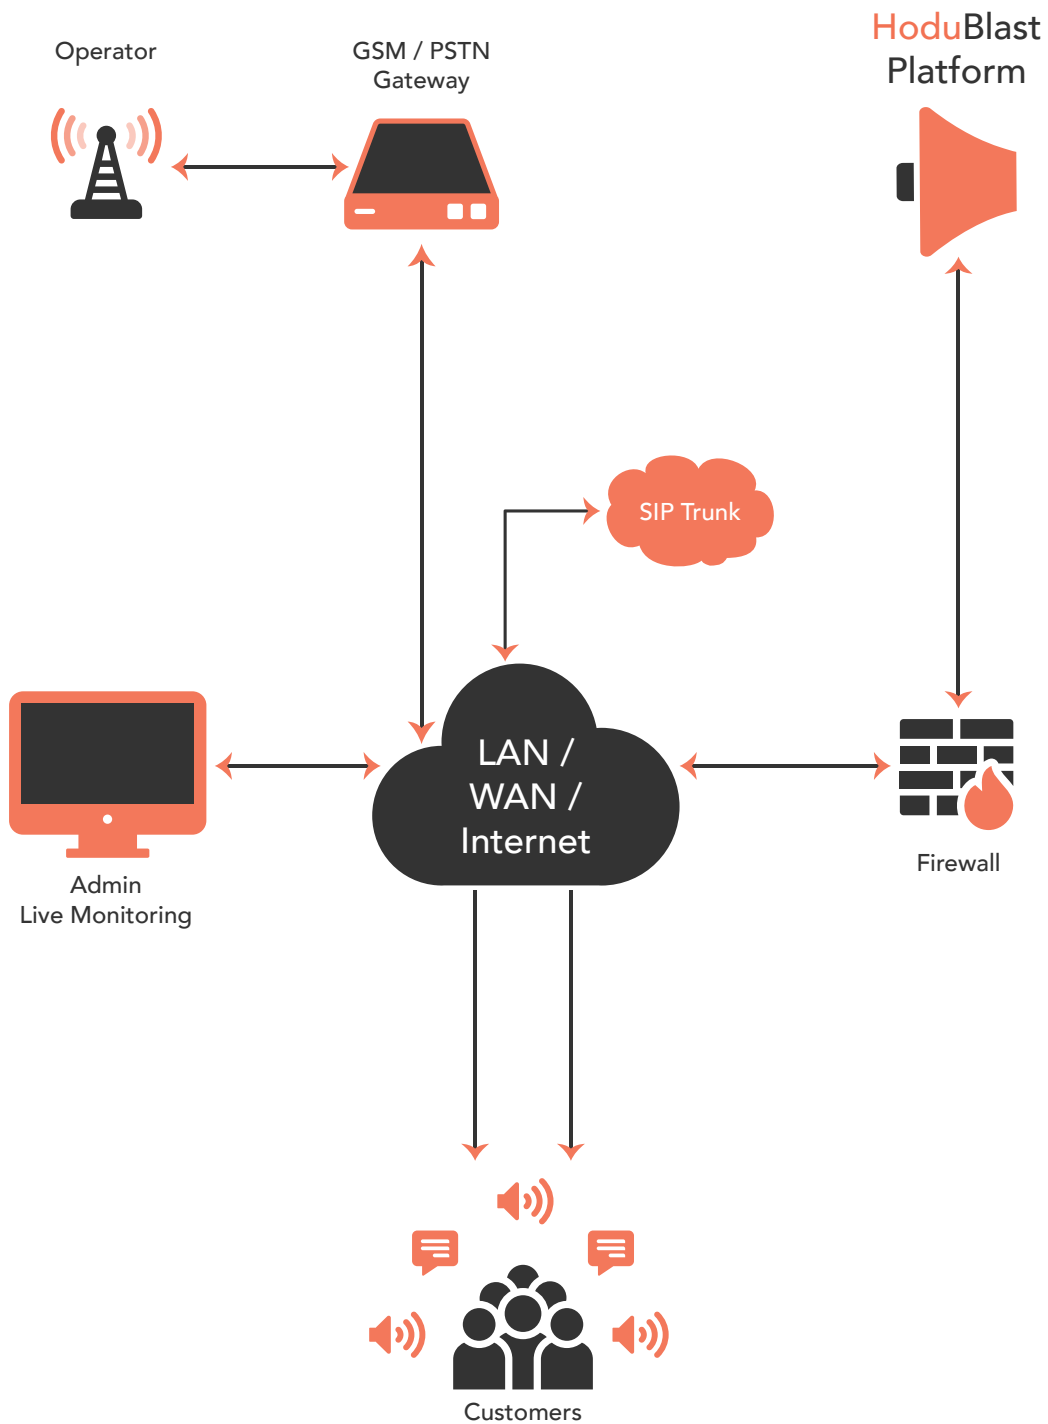 Operator
GSM / PSTN
Gateway
HoduBlast
Platform
SIP Trunk
LAN /
WAN /
Internet
Admin
Live Monitoring
Firewall
Customers